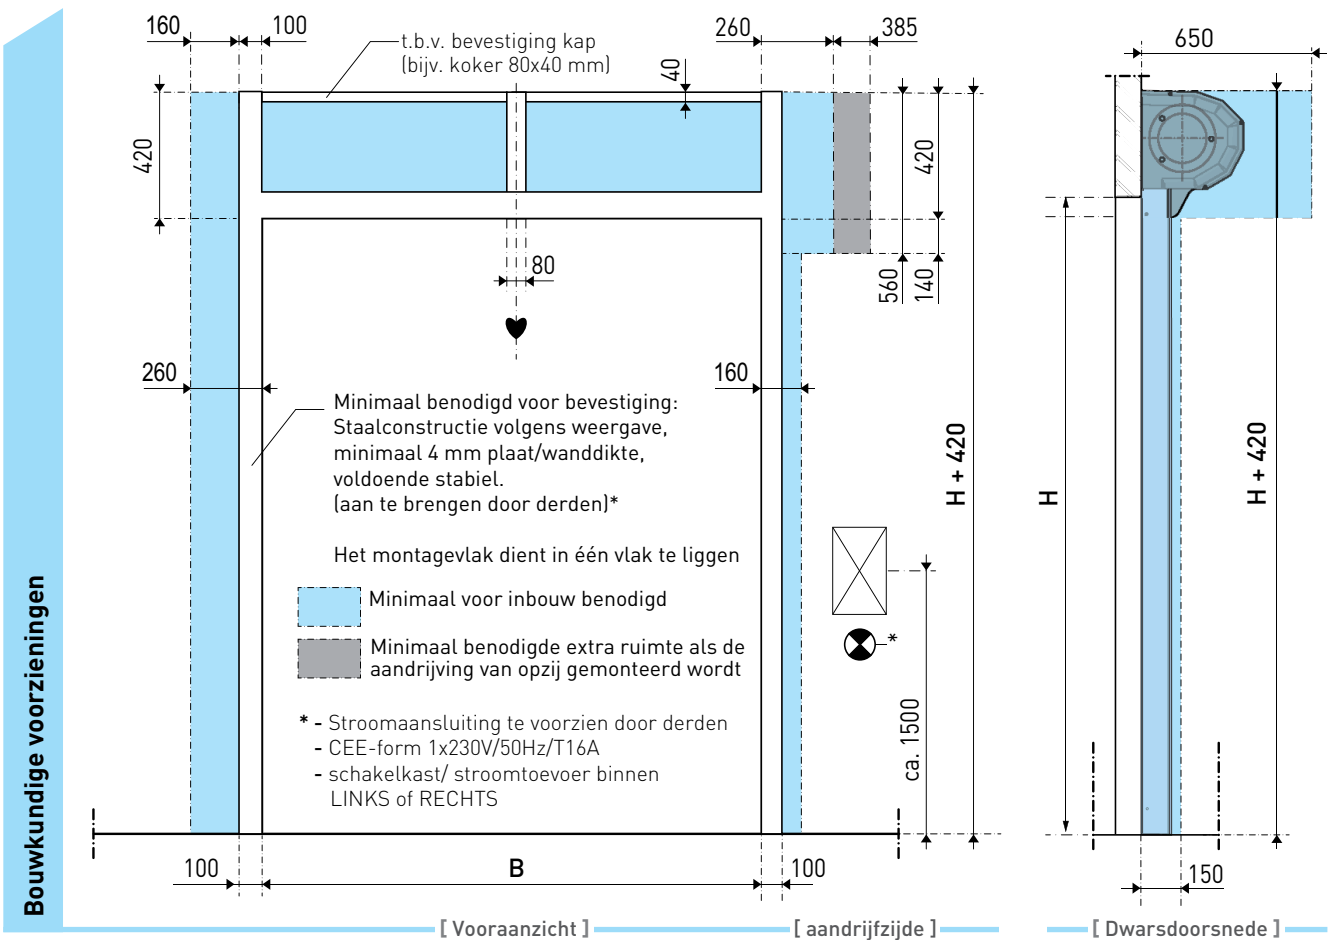 Bouwkundige voorzieningen
160
100
t.b.v. bevestiging kap
(bijv. koker 80x40 mm)
40
260
385
650
420
420
80
560
140
260
160
Minimaal benodigd voor bevestiging:
Staalconstructie volgens weergave,
minimaal 4 mm plaat/wanddikte,
voldoende stabiel.
(aan te brengen door derden)*
Het montagevlak dient in één vlak te liggen
Minimaal voor inbouw benodigd
Minimaal benodigde extra ruimte als de
aandrijving van opzij gemonteerd wordt
* - Stroomaansluiting te voorzien door derden
- CEE-form 1x230V/50Hz/T16A
- schakelkast/ stroomtoevoer binnen
LINKS of RECHTS
*
ca. 1500
H + 420
H
H + 420
100
B
100
150
[ Vooraanzicht ]
[ aandrijfzijde ]
[ Dwarsdoorsnede ]